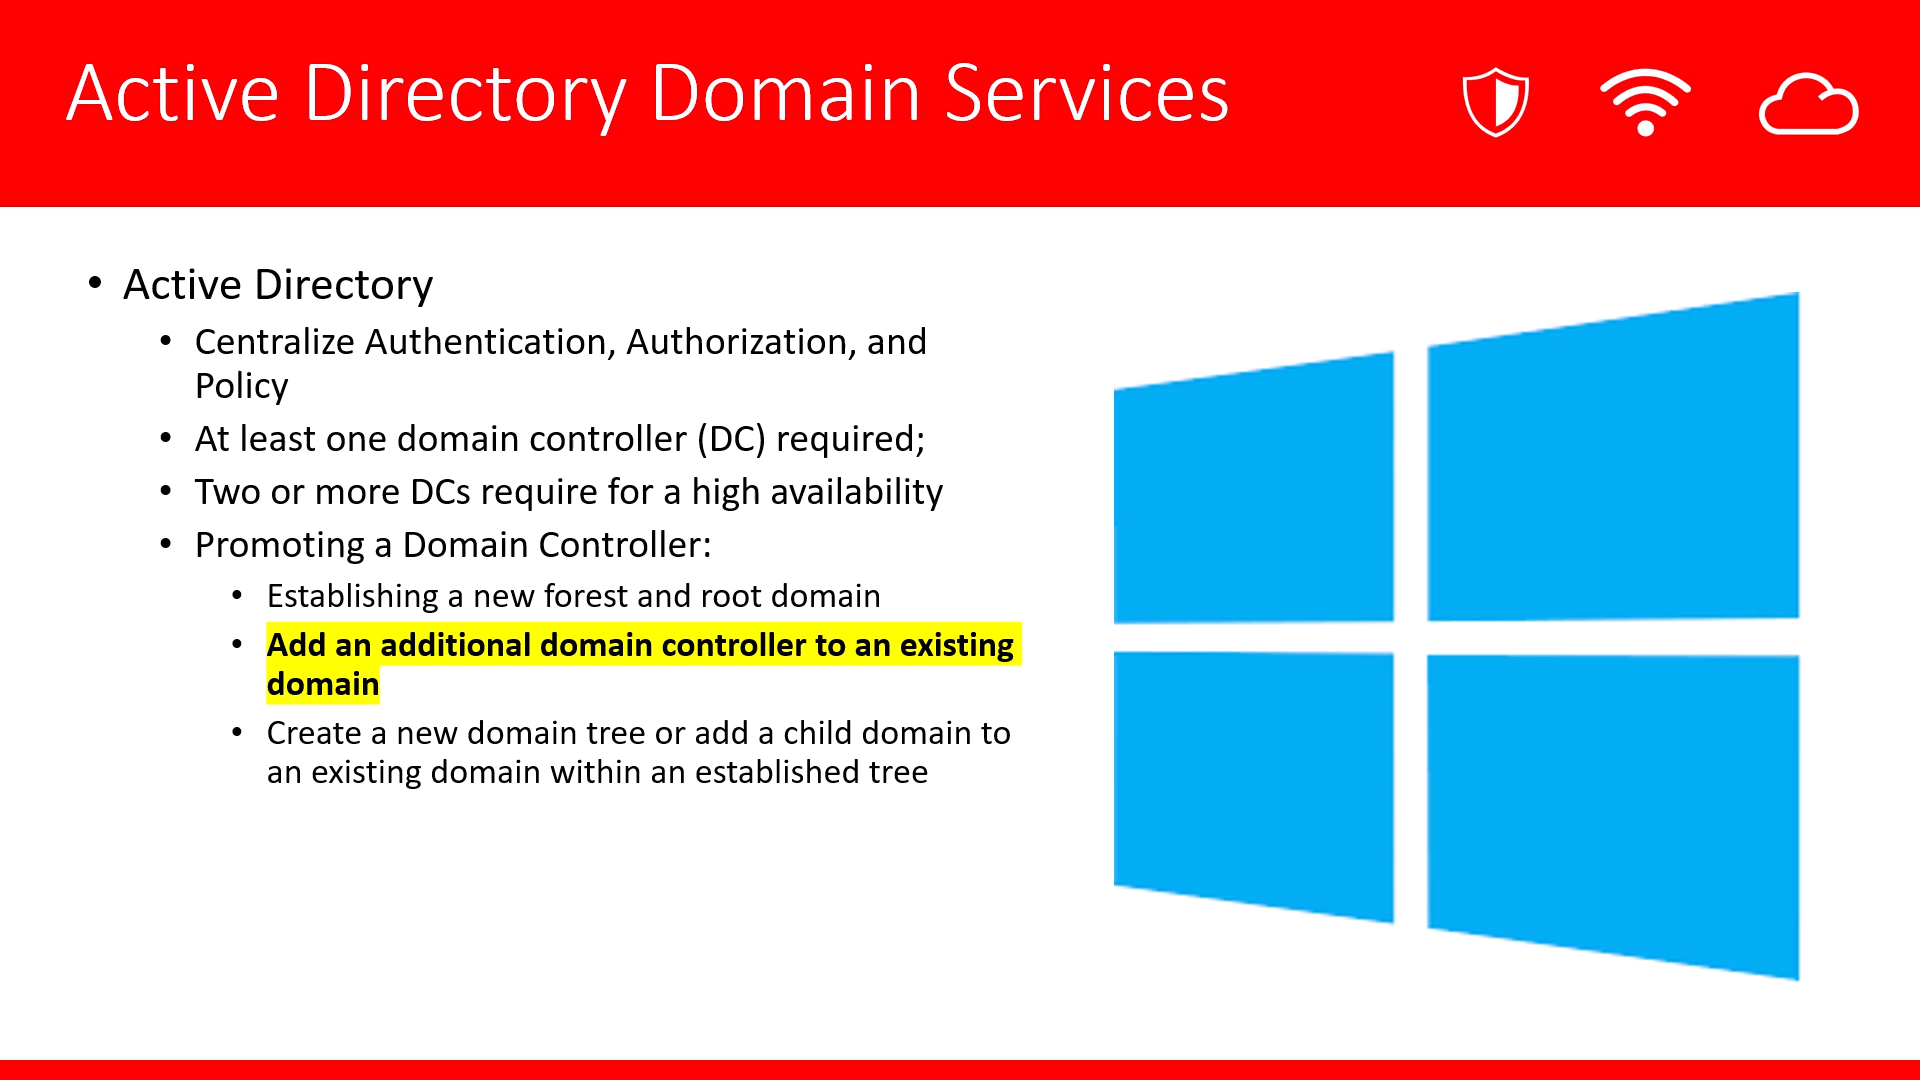 Active Directory Domain Services
• Active Directory
• Centralize Authentication, Authorization, and
Policy
• At least one domain controller (DC) required;
• Two or more DCs require for a high availability
• Promoting a Domain Controller:
• Establishing a new forest and root domain
• Add an additional domain controller to an existing
domain
• Create a new domain tree or add a child domain to
an existing domain within an established tree